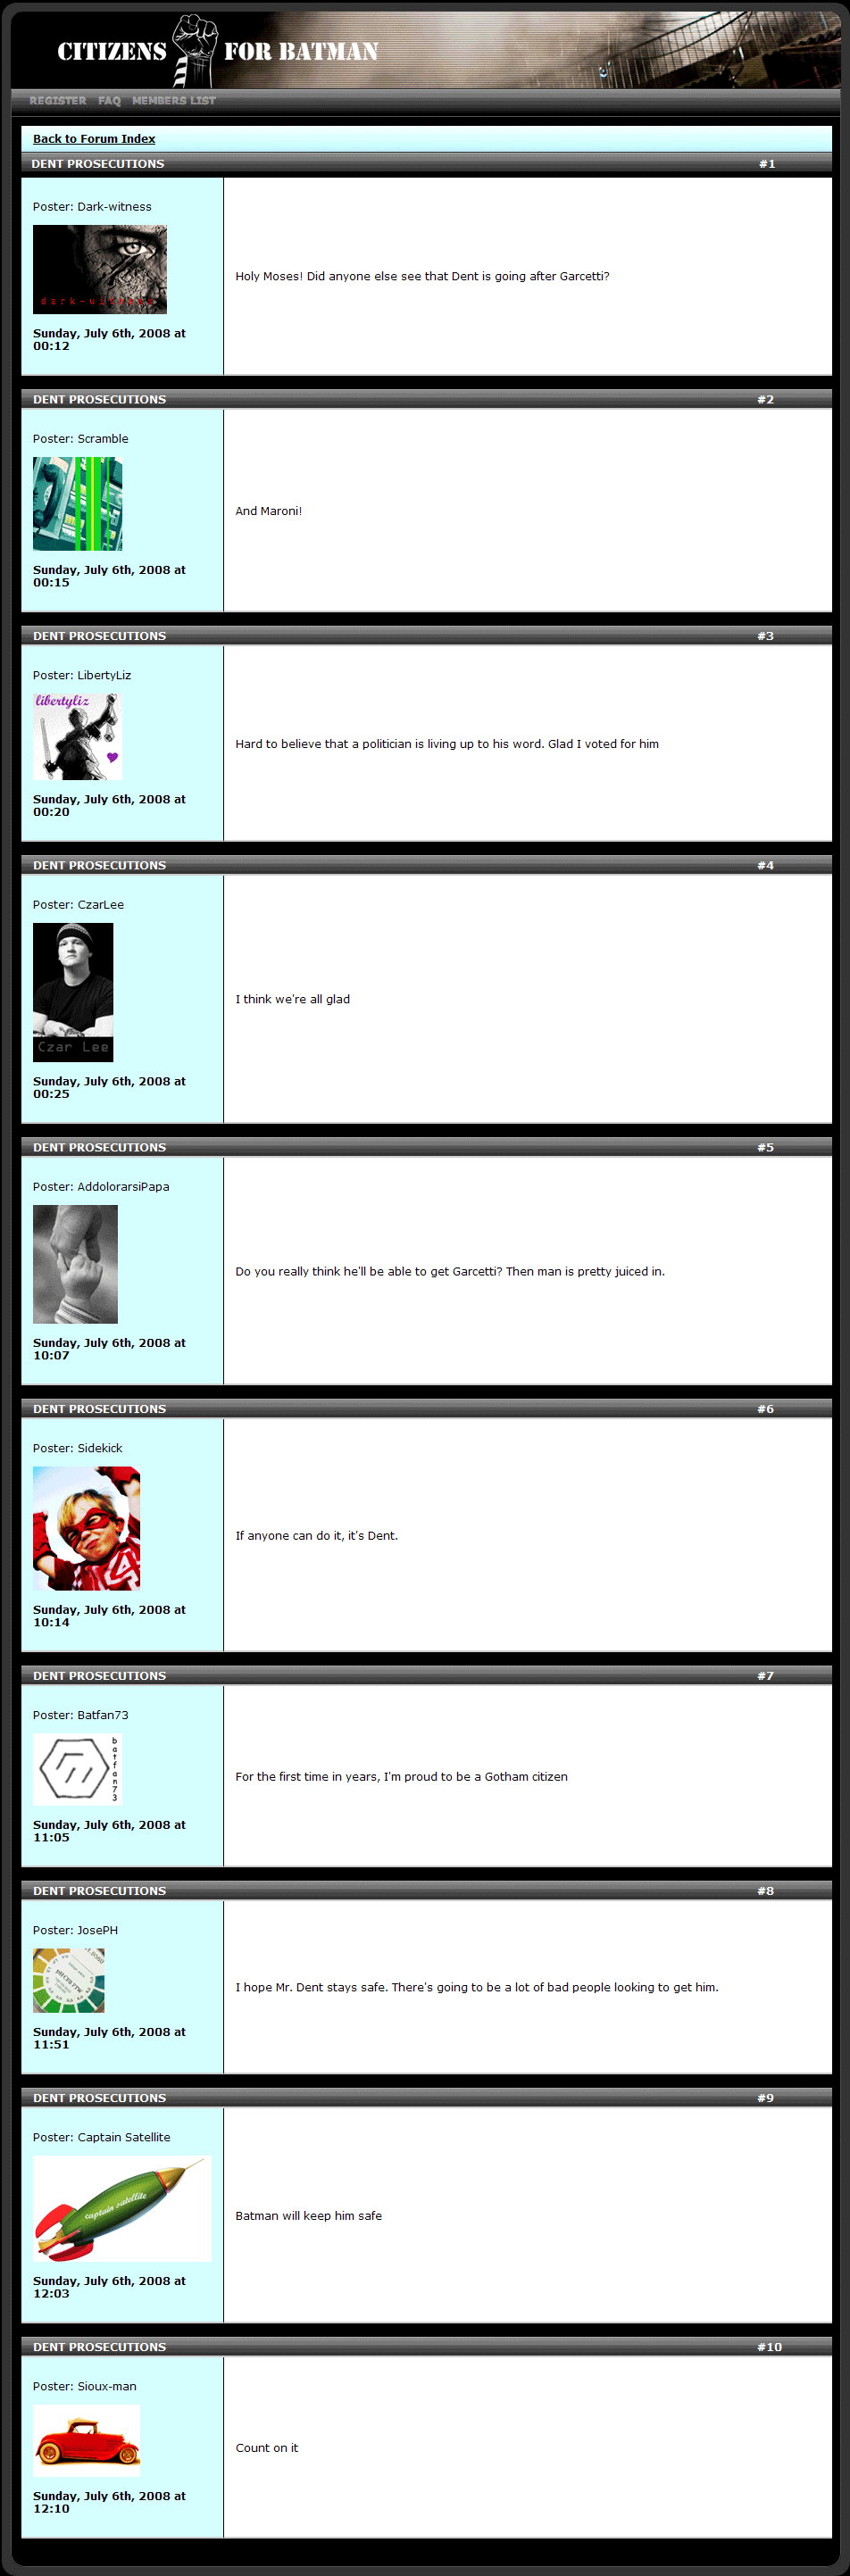 CITIZENS FOR BATMAN
REGISTER FAQ MEMBERS LIST
Back to Forum Index
DENT PROSECUTIONS #1
Poster: Dark-witness
dark-witness
Sunday, July 6th, 2008 at
00:12
Holy Moses! Did anyone else see that Dent is going after Garcetti?
DENT PROSECUTIONS #2
Poster: Scramble
Sunday, July 6th, 2008 at
00:15
And Maroni!
DENT PROSECUTIONS #3
Poster: LibertyLiz
libertyliz
Sunday, July 6th, 2008 at
00:20
Hard to believe that a politician is living up to his word. Glad I voted for him
DENT PROSECUTIONS #4
Poster: CzarLee
Czar Lee
Sunday, July 6th, 2008 at
00:25
I think we're all glad
DENT PROSECUTIONS #5
Poster: AddolorarsiPapa
Sunday, July 6th, 2008 at
10:07
Do you really think he'll be able to get Garcetti? Then man is pretty juiced in.
DENT PROSECUTIONS #6
Poster: Sidekick
4
Sunday, July 6th, 2008 at
10:14
If anyone can do it, it's Dent.
DENT PROSECUTIONS #7
Poster: Batfan73
batfan73
Sunday, July 6th, 2008 at
11:05
For the first time in years, I'm proud to be a Gotham citizen
DENT PROSECUTIONS #8
Poster: JosePH
Sunday, July 6th, 2008 at
11:51
I hope Mr. Dent stays safe. There's going to be a lot of bad people looking to get him.
DENT PROSECUTIONS #9
Poster: Captain Satellite
captain satellite
Sunday, July 6th, 2008 at
12:03
Batman will keep him safe
DENT PROSECUTIONS #10
Poster: Sioux-man
Sunday, July 6th, 2008 at
12:10
Count on it